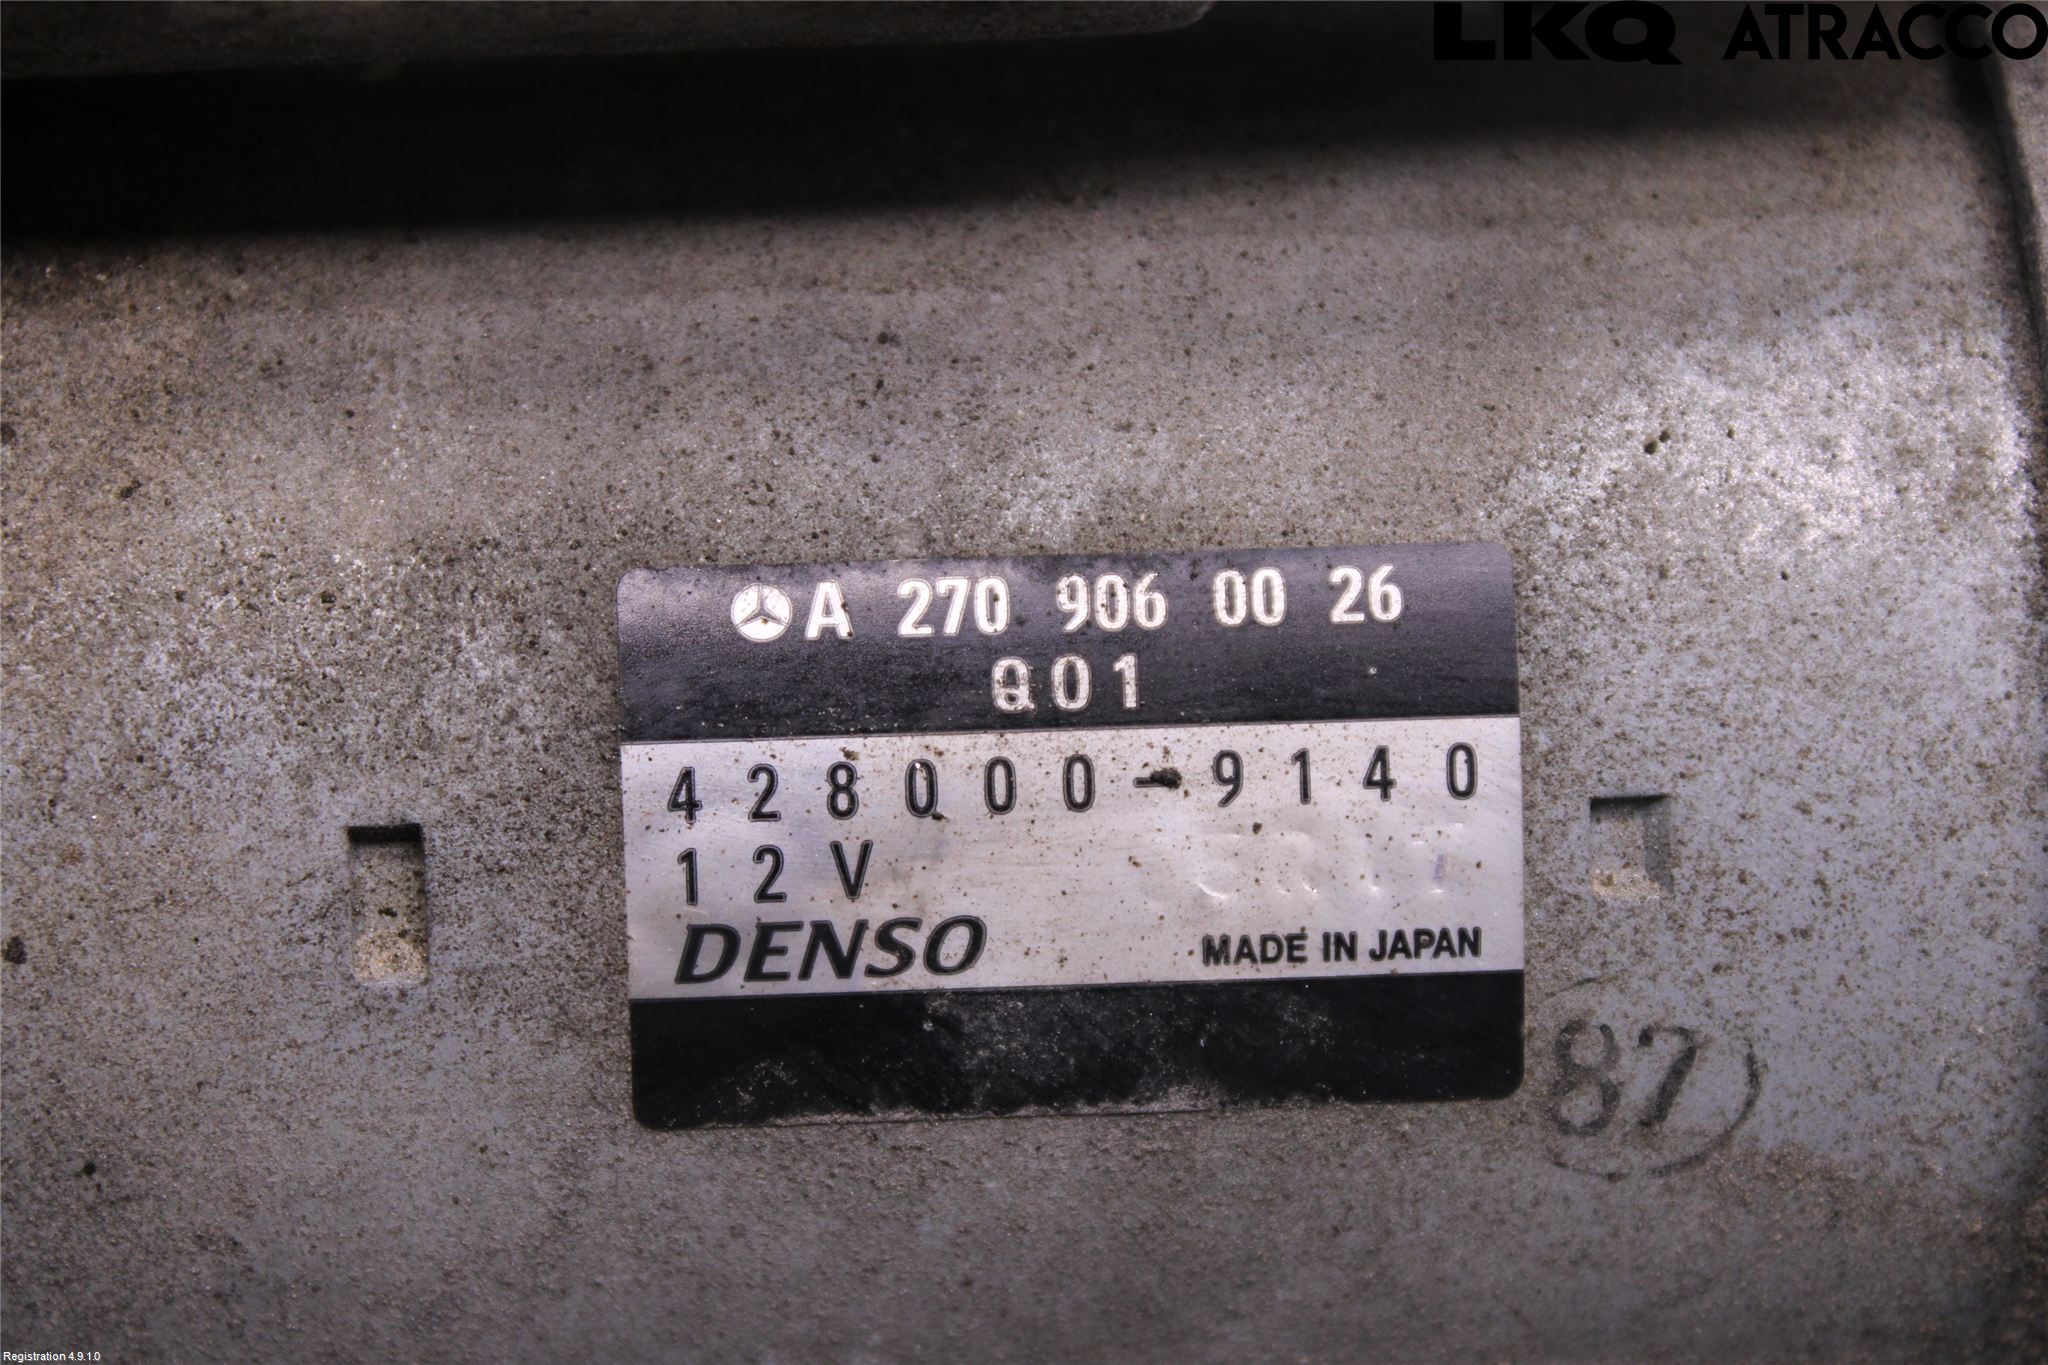 LKQ ATRACCO
A 270 906 00 26
Q01
428000-9140
12V
DENSO
MADE IN JAPAN
87
Registration 4.9.1.0